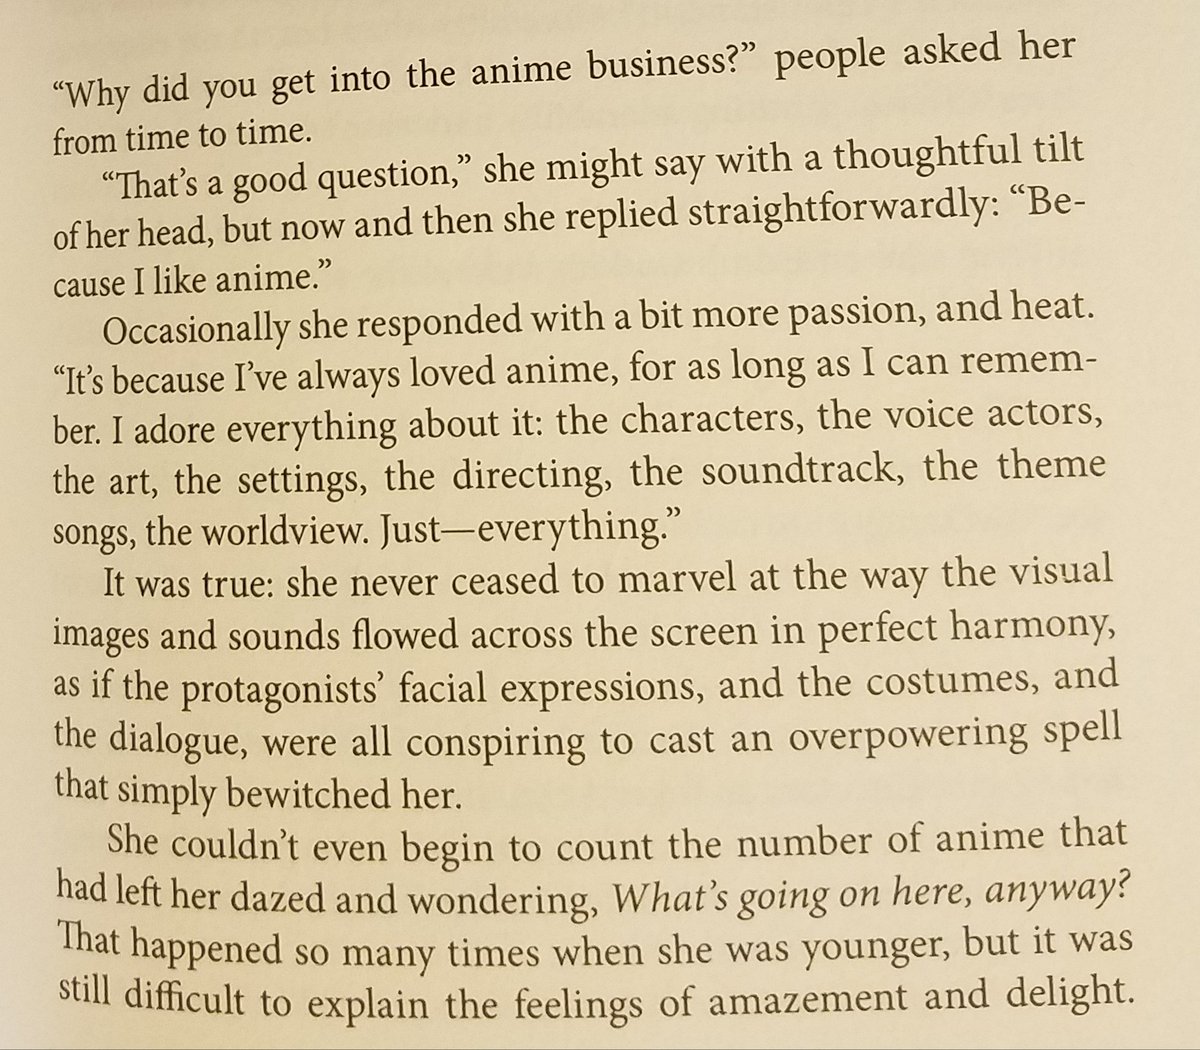 “Why did you get into the anime business?” people asked her
from time to time.
“That’s a good question,” she might say with a thoughtful tilt
of her head, but now and then she replied straightforwardly: “Be-
cause I like anime.”
Occasionally she responded with a bit more passion, and heat.
“It’s because I’ve always loved anime, for as long as I can remem-
ber. I adore everything about it: the characters, the voice actors,
the art, the settings, the directing, the soundtrack, the theme
songs, the worldview. Just—everything.”
It was true: she never ceased to marvel at the way the visual
images and sounds flowed across the screen in perfect harmony,
as if the protagonists’ facial expressions, and the costumes, and
the dialogue, were all conspiring to cast an overpowering spell
that simply bewitched her.
She couldn’t even begin to count the number of anime that
had left her dazed and wondering, What’s going on here, anyway?
That happened so many times when she was younger, but it was
still difficult to explain the feelings of amazement and delight.